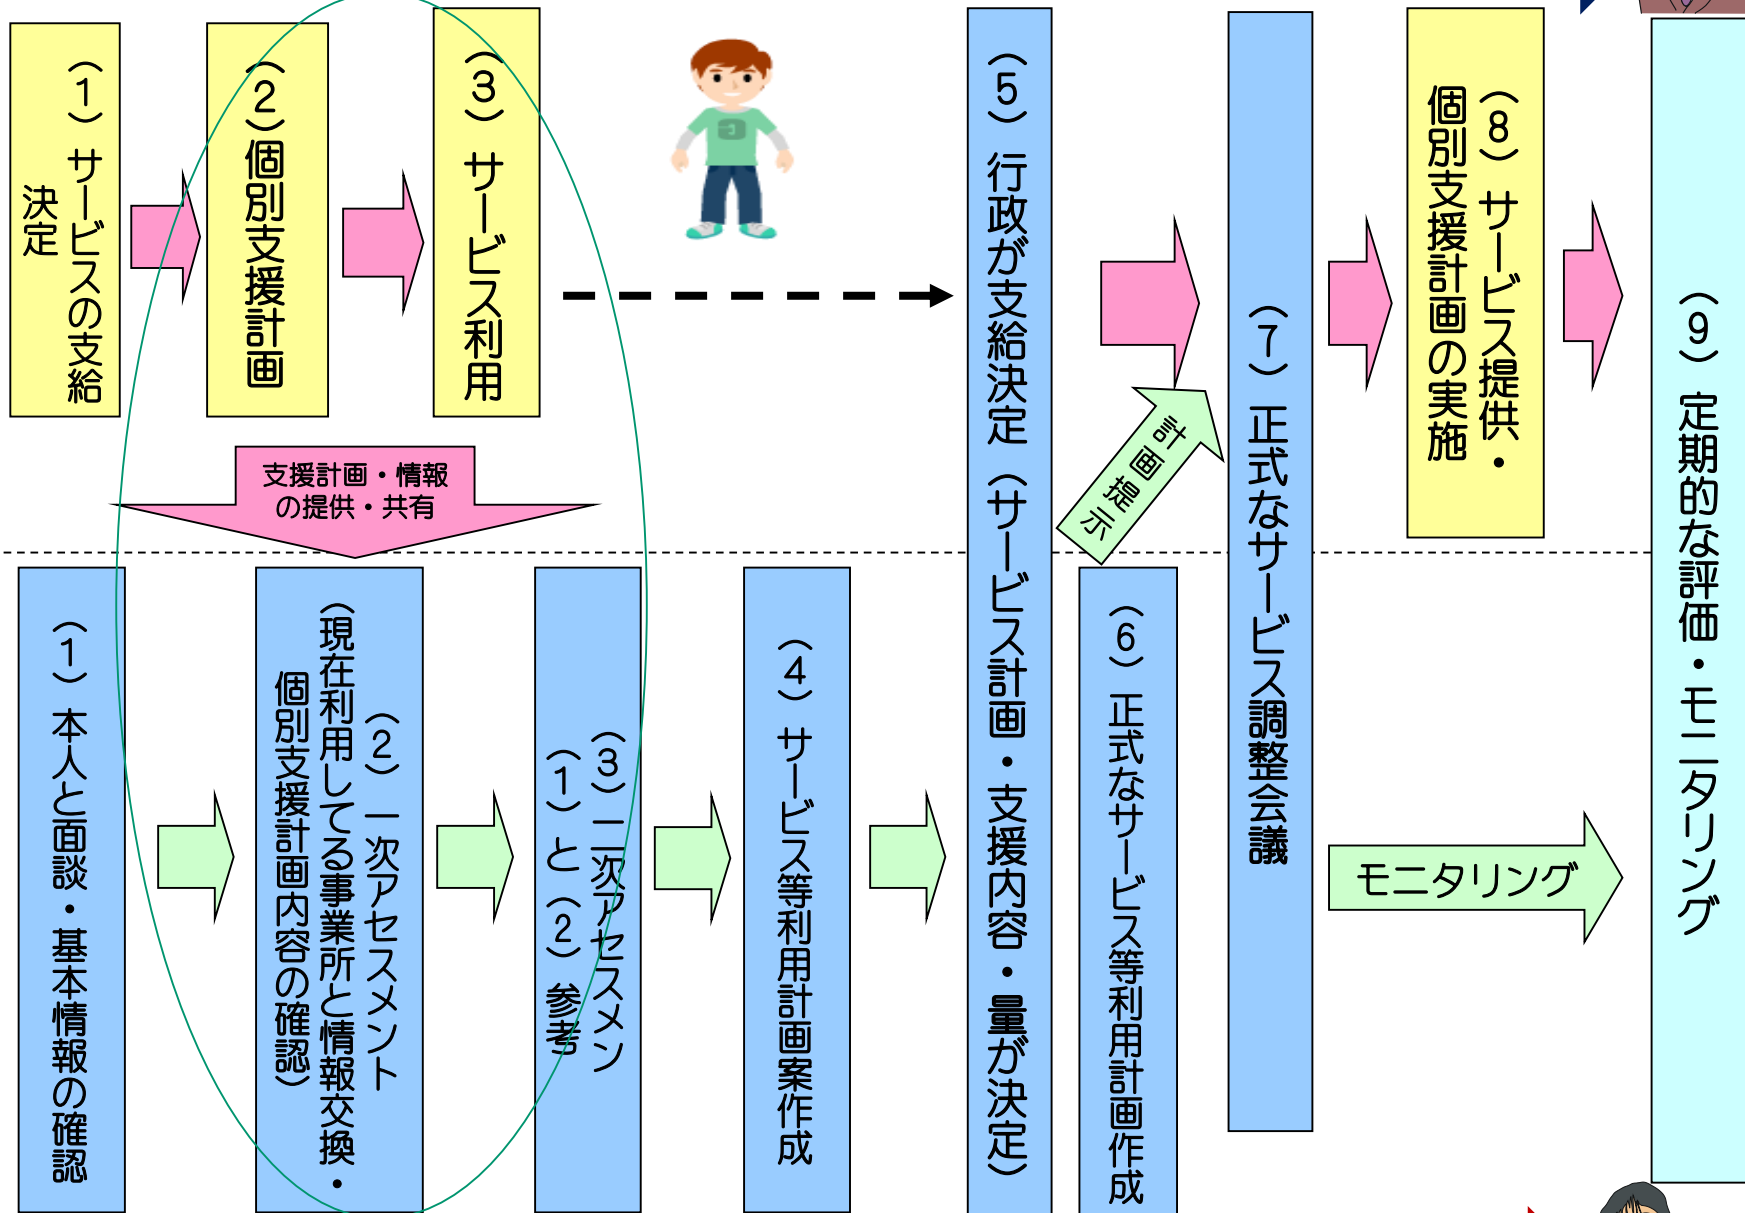 （１）サービスの支給
決定
（２）個別支援計画
（３）サービス利用
支援計画・情報
の提供・共有
（１）本人と面談・基本情報の確認
（２）一次アセスメント
（現在利用してる事業所と情報交換・
個別支援計画内容の確認）
（３）二次アセスメン
（１）と（２）参考
（４）サービス等利用計画案作成
（５）行政が支給決定（サービス計画・支援内容・量が決定）
（６）正式なサービス等利用計画作成
計画提示
（７）正式なサービス調整会議
（８）サービス提供・
個別支援計画の実施
モニタリング
（９）定期的な評価・モニタリング